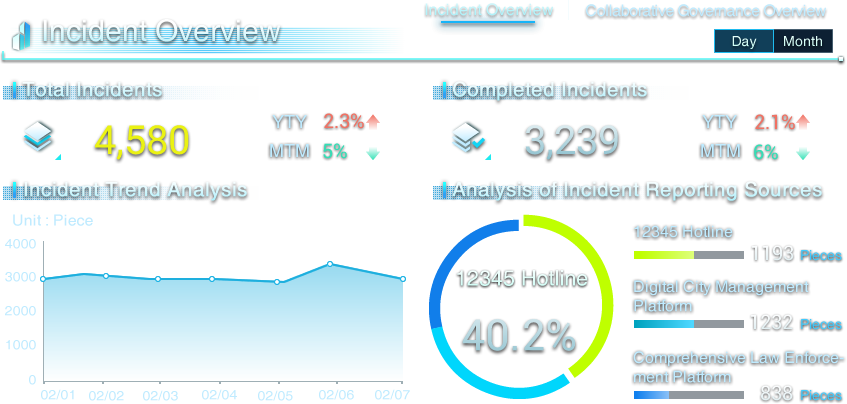 Incident Overview
Collaborative Governance Overview
Incident Overview
Day
Month
Total Incidents
4,580
YTY 2.3%
MTM 5%
Completed Incidents
3,239
YTY 2.1%
MTM 6%
Incident Trend Analysis
Unit : Piece
4000
3000
2000
1000
0
02/01 02/02 02/03 02/04 02/05 02/06 02/07
Analysis of Incident Reporting Sources
12345 Hotline
40.2%
12345 Hotline
1193 Pieces
Digital City Management
Platform
1232 Pieces
Comprehensive Law Enforce-
ment Platform
838 Pieces